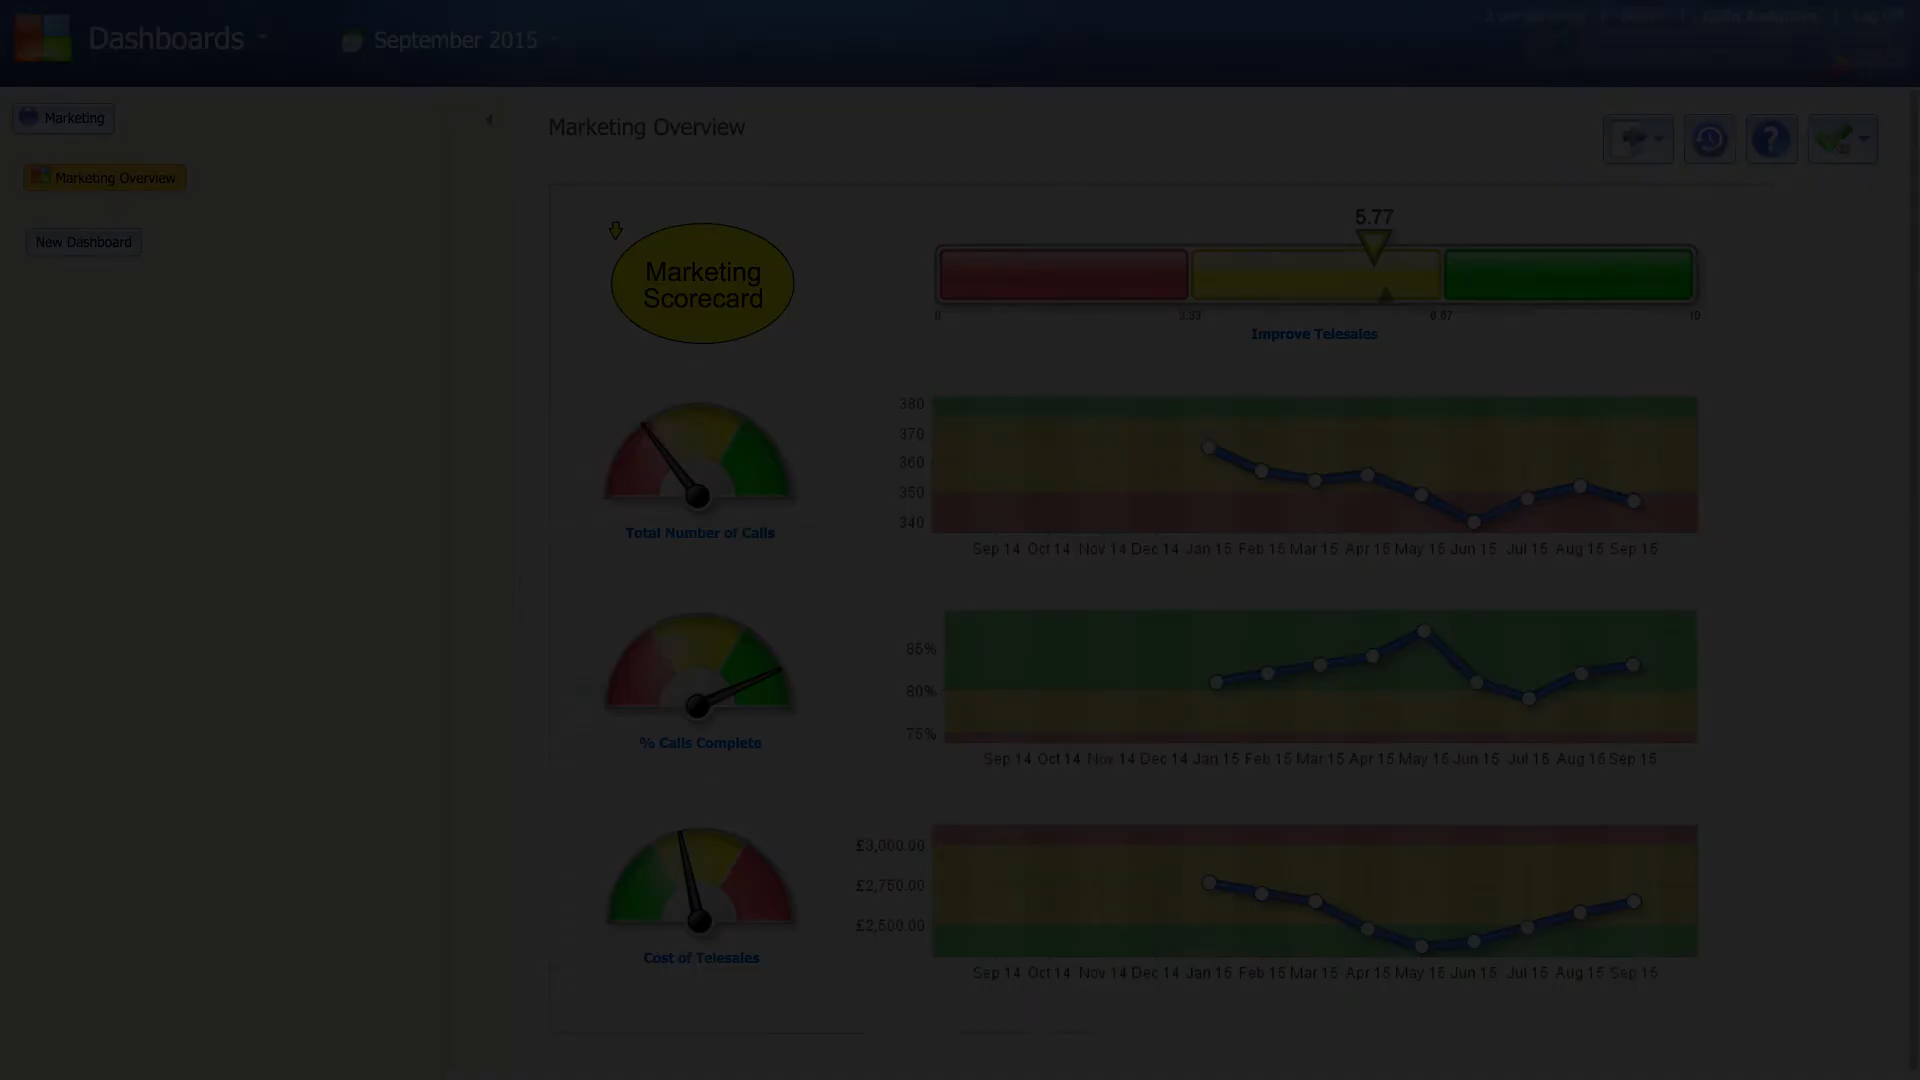 Dashboards
September 2015
Marketing
Marketing Overview
New Dashboard
Marketing Overview
Marketing
Scorecard
5.77
0 3.33 6.67 10
Improve Telesales
380
370
360
350
340
Total Number of Calls
Sep 14 Oct 14 Nov 14 Dec 14 Jan 15 Feb 15 Mar 15 Apr 15 May 15 Jun 15 Jul 15 Aug 15 Sep 15
85%
80%
75%
% Calls Complete
Sep 14 Oct 14 Nov 14 Dec 14 Jan 15 Feb 15 Mar 15 Apr 15 May 15 Jun 15 Jul 15 Aug 15 Sep 15
£3,000.00
£2,750.00
£2,500.00
Cost of Telesales
Sep 14 Oct 14 Nov 14 Dec 14 Jan 15 Feb 15 Mar 15 Apr 15 May 15 Jun 15 Jul 15 Aug 15 Sep 15